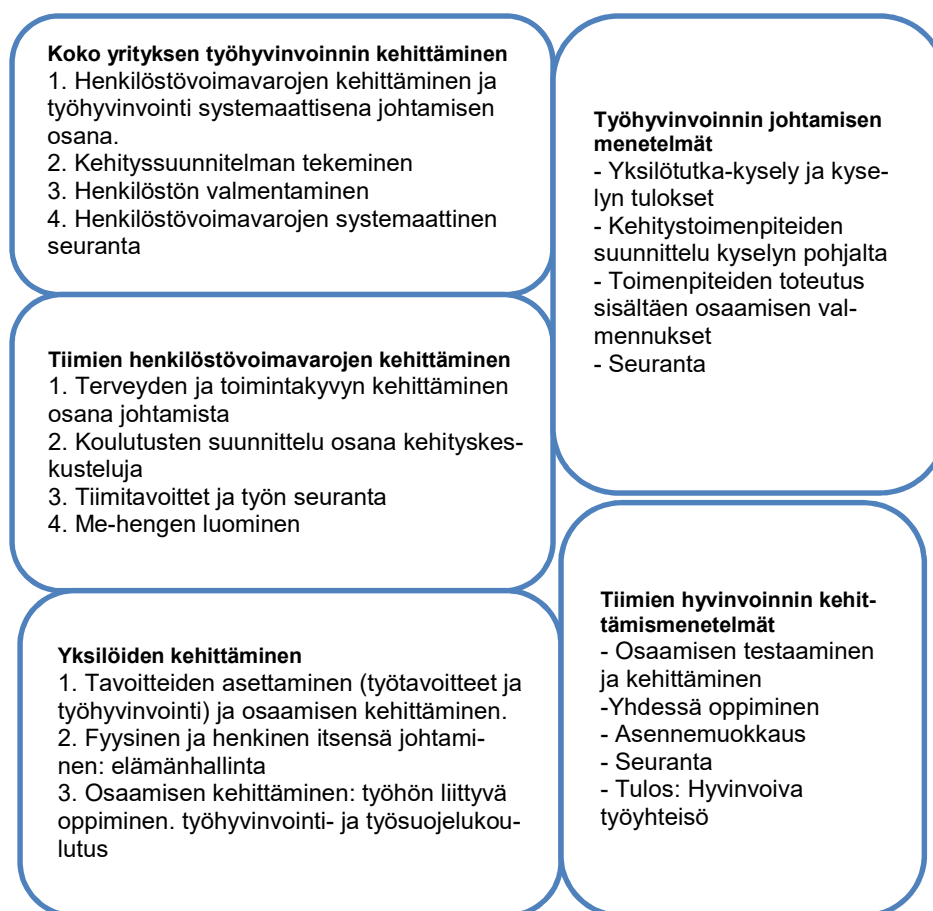 Koko yrityksen työhyvinvoinnin kehittäminen
1. Henkilöstövoimavarojen kehittäminen ja
työhyvinvointi systemaattisena johtamisen
osana.
2. Kehityssuunnitelman tekeminen
3. Henkilöstön valmentaminen
4. Henkilöstövoimavarojen systemaattinen
seuranta
Työhyvinvoinnin johtamisen
menetelmät
- Yksilötutka-kysely ja kyse-
lyn tulokset
- Kehitystoimenpiteiden
suunnittelu kyselyn pohjalta
- Toimenpiteiden toteutus
sisältäen osaamisen val-
mennukset
- Seuranta
Tiimien henkilöstövoimavarojen kehittäminen
1. Terveyden ja toimintakyvyn kehittäminen
osana johtamista
2. Koulutusten suunnittelu osana kehityskes-
kusteluja
3. Tiimitavoittet ja työn seuranta
4. Me-hengen luominen
Tiimien hyvinvoinnin kehit-
tämismenetelmät
- Osaamisen testaaminen
ja kehittäminen
-Yhdessä oppiminen
- Asennemuokkaus
- Seuranta
- Tulos: Hyvinvoiva
työyhteisö
Yksilöiden kehittäminen
1. Tavoitteiden asettaminen (työtavoitteet ja
työhyvinvointi) ja osaamisen kehittäminen.
2. Fyysinen ja henkinen itsensä johtami-
nen: elämänhallinta
3. Osaamisen kehittäminen: työhön liittyvä
oppiminen. työhyvinvointi- ja työsuojelukou-
lutus